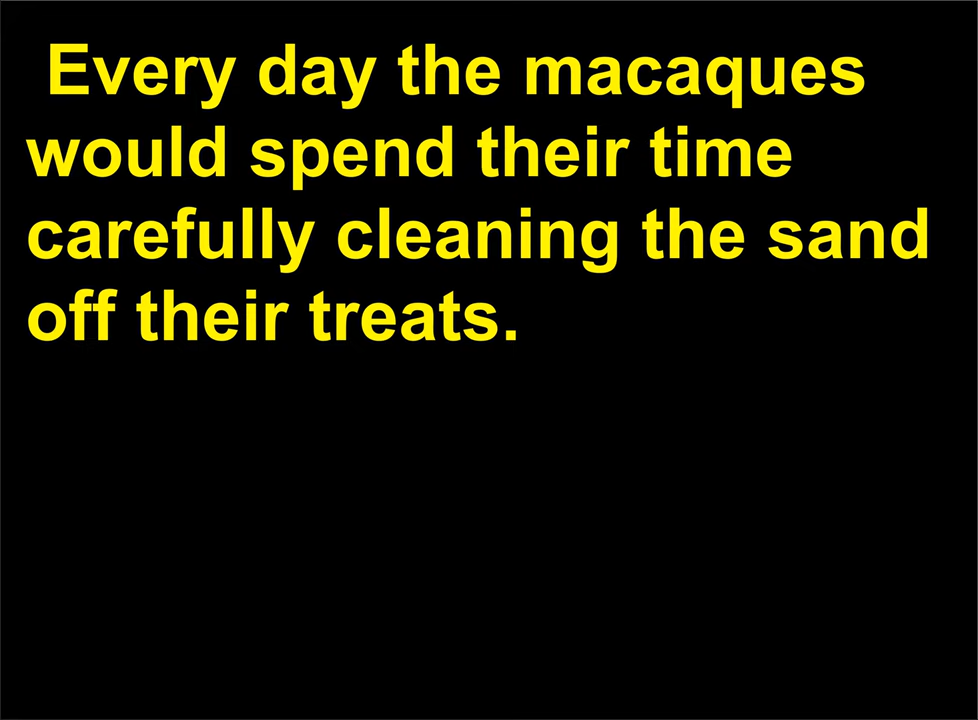 Every day the macaques
would spend their time
carefully cleaning the sand
off their treats.